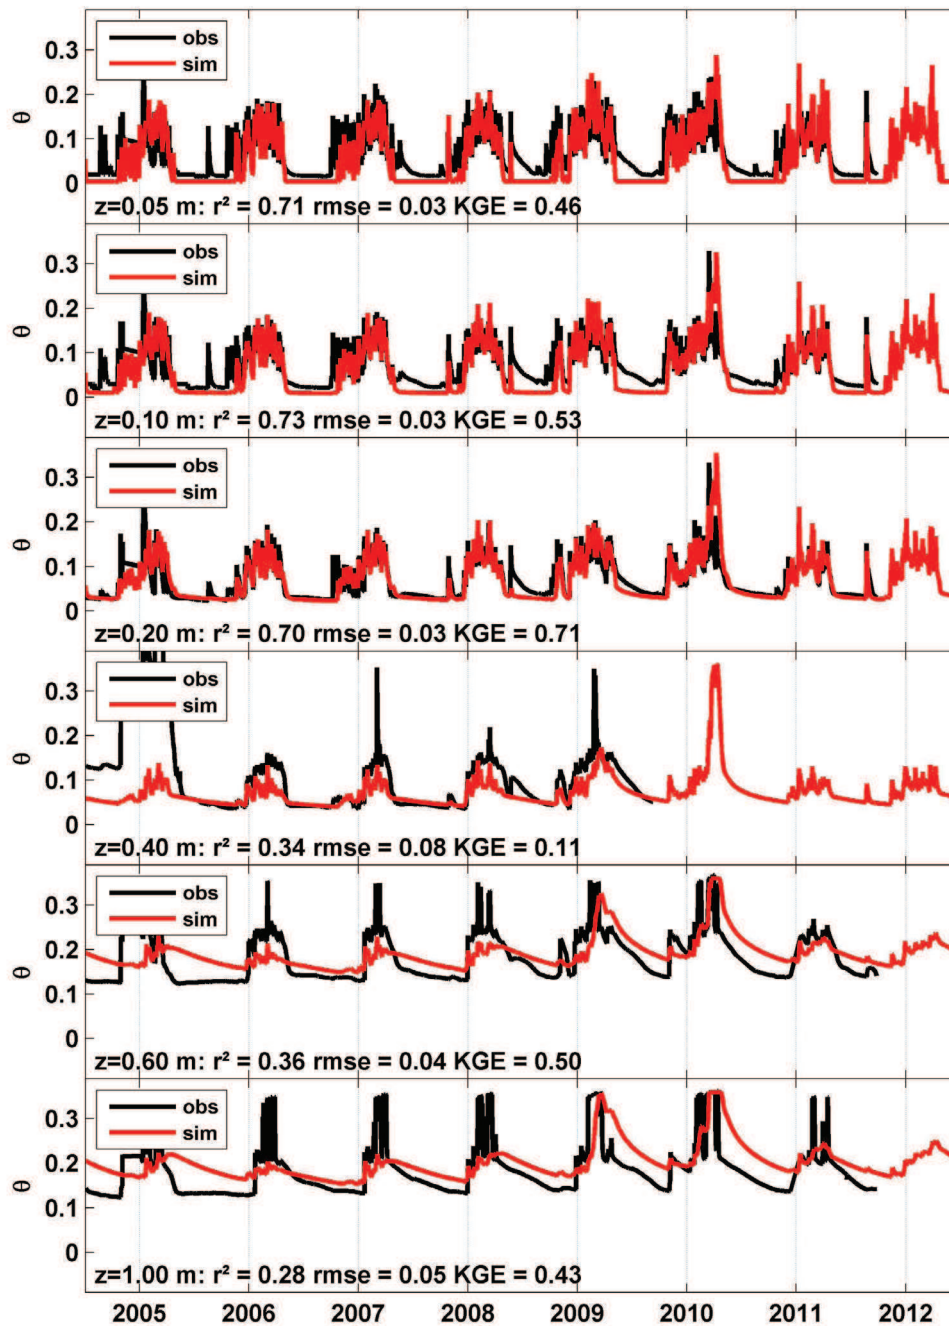 obs
sim
0.3
0.2
0.1
0
θ
z=0.05 m: r² = 0.71 rmse = 0.03 KGE = 0.46
obs
sim
0.3
0.2
0.1
0
θ
z=0.10 m: r² = 0.73 rmse = 0.03 KGE = 0.53
obs
sim
0.3
0.2
0.1
0
θ
z=0.20 m: r² = 0.70 rmse = 0.03 KGE = 0.71
obs
sim
0.3
0.2
0.1
0
θ
z=0.40 m: r² = 0.34 rmse = 0.08 KGE = 0.11
obs
sim
0.3
0.2
0.1
0
θ
z=0.60 m: r² = 0.36 rmse = 0.04 KGE = 0.50
obs
sim
0.3
0.2
0.1
0
θ
z=1.00 m: r² = 0.28 rmse = 0.05 KGE = 0.43
2005 2006 2007 2008 2009 2010 2011 2012